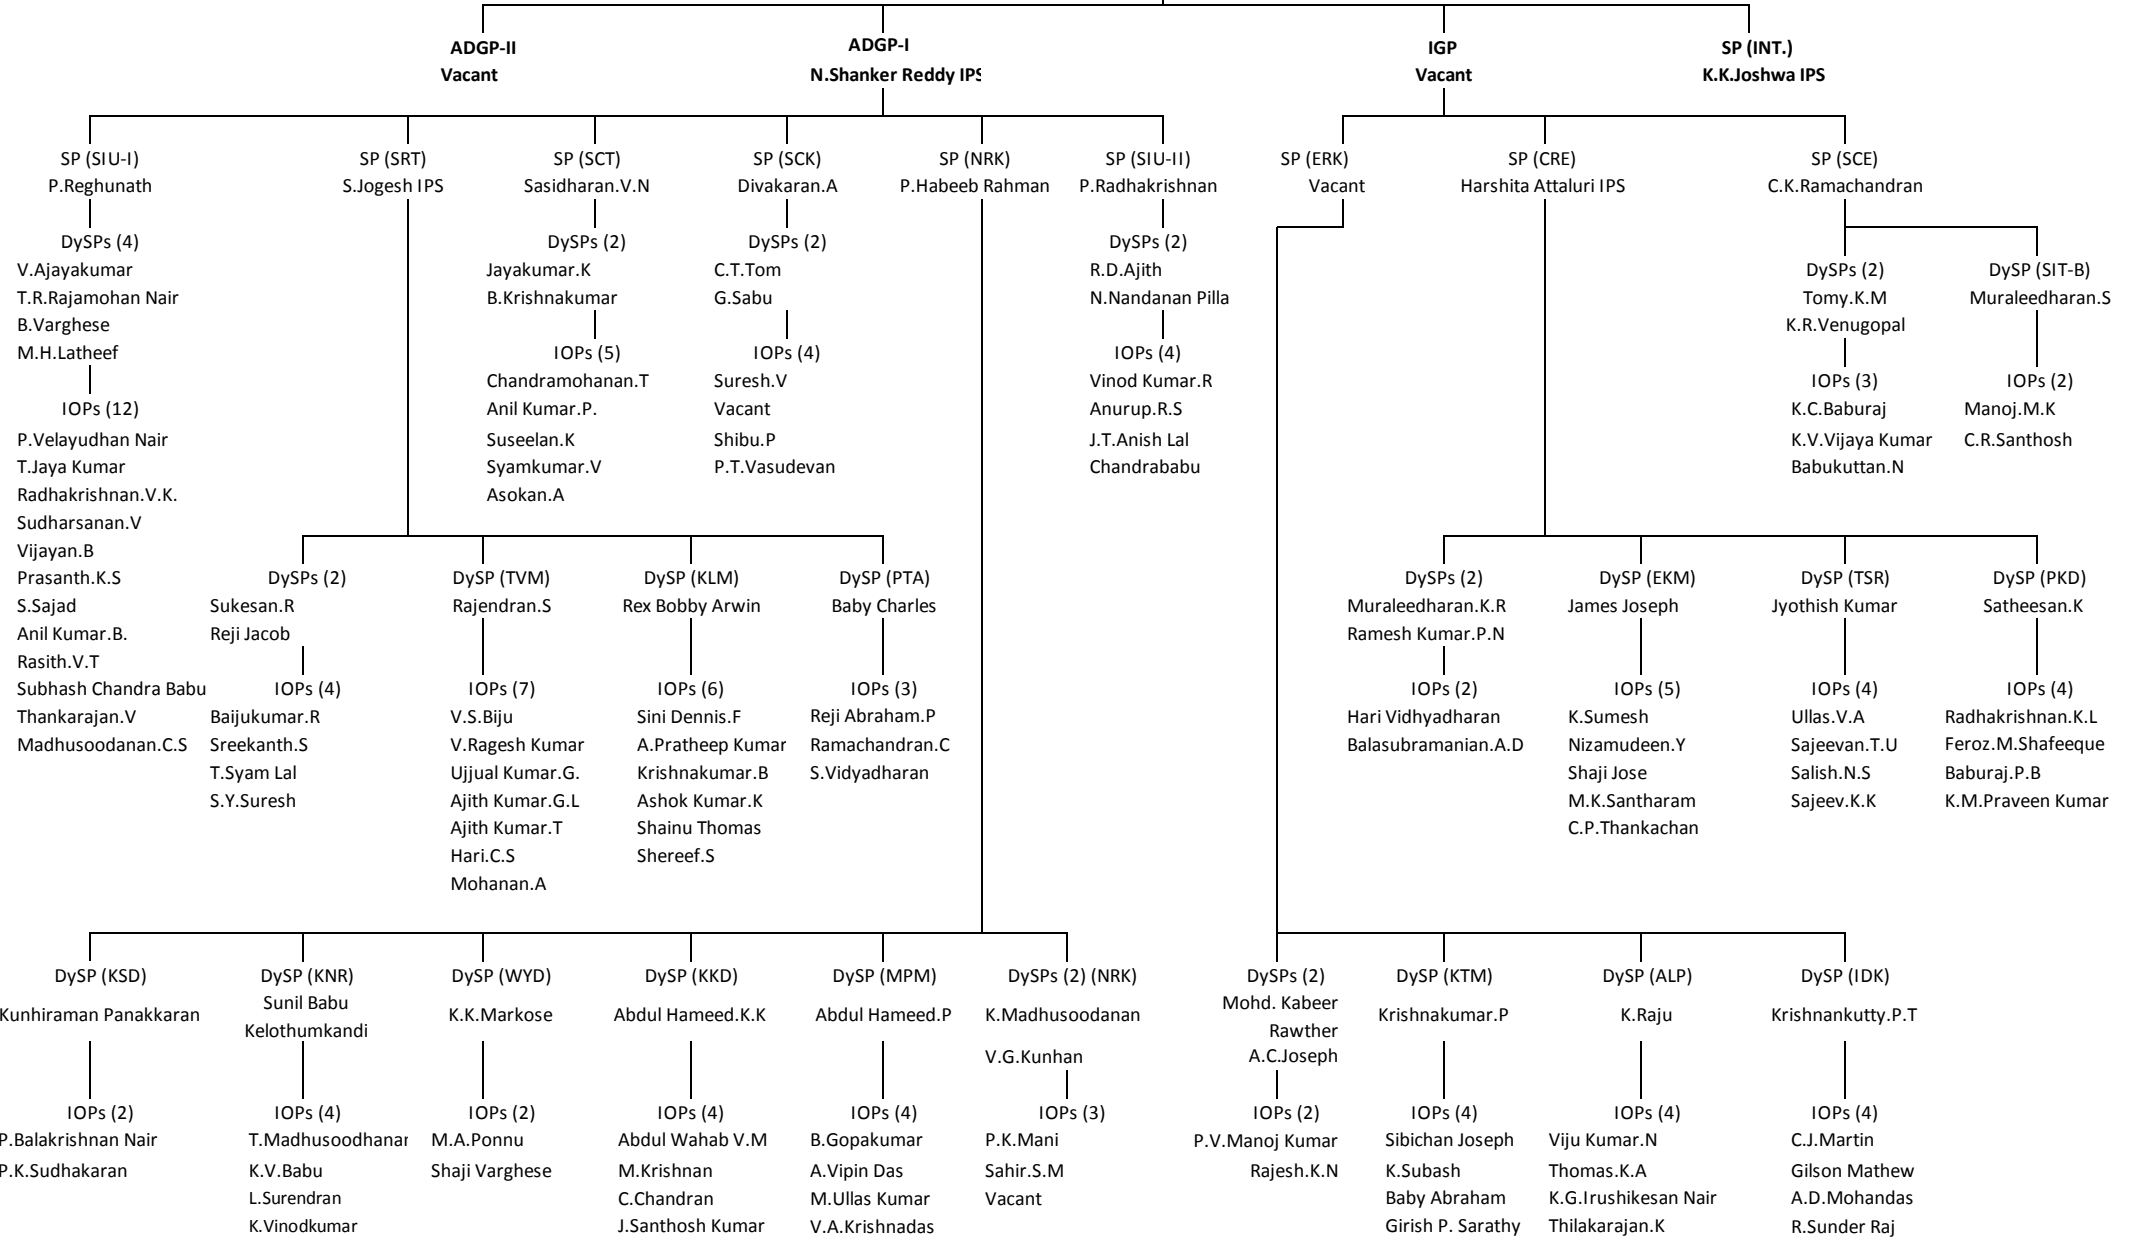 ADGP-II
Vacant
ADGP-I
N.Shanker Reddy IPS
IGP
Vacant
SP (INT.)
K.K.Joshwa IPS
SP (SIU-I)
P.Reghunath
DySPs (4)
V.Ajayakumar
T.R.Rajamohan Nair
B.Varghese
M.H.Latheef
IOPs (12)
P.Velayudhan Nair
T.Jaya Kumar
Radhakrishnan.V.K.
Sudharsanan.V
Vijayan.B
Prasanth.K.S
S.Sajad
Anil Kumar.B.
Rasith.V.T
Subhash Chandra Babu
Thankarajan.V
Madhusoodanan.C.S
SP (SRT)
S.Jogesh IPS
SP (SCT)
Sasidharan.V.N
DySPs (2)
Jayakumar.K
B.Krishnakumar
IOPs (5)
Chandramohanan.T
Anil Kumar.P.
Suseelan.K
Syamkumar.V
Asokan.A
SP (SCK)
Divakaran.A
DySPs (2)
C.T.Tom
G.Sabu
IOPs (4)
Suresh.V
Vacant
Shibu.P
P.T.Vasudevan
SP (NRK)
P.Habeeb Rahman
SP (SIU-II)
P.Radhakrishnan
DySPs (2)
R.D.Ajith
N.Nandanan Pilla
IOPs (4)
Vinod Kumar.R
Anurup.R.S
J.T.Anish Lal
Chandrababu
SP (ERK)
Vacant
SP (CRE)
Harshita Attaluri IPS
SP (SCE)
C.K.Ramachandran
DySPs (2)
Tomy.K.M
K.R.Venugopal
IOPs (3)
K.C.Baburaj
K.V.Vijaya Kumar
Babukuttan.N
DySP (SIT-B)
Muraleedharan.S
IOPs (2)
Manoj.M.K
C.R.Santhosh
DySPs (2)
Sukesan.R
Reji Jacob
IOPs (4)
Baijukumar.R
Sreekanth.S
T.Syam Lal
S.Y.Suresh
DySP (TVM)
Rajendran.S
IOPs (7)
V.S.Biju
V.Ragesh Kumar
Ujjual Kumar.G.
Ajith Kumar.G.L
Ajith Kumar.T
Hari.C.S
Mohanan.A
DySP (KLM)
Rex Bobby Arwin
IOPs (6)
Sini Dennis.F
A.Pratheep Kumar
Krishnakumar.B
Ashok Kumar.K
Shainu Thomas
Shereef.S
DySP (PTA)
Baby Charles
IOPs (3)
Reji Abraham.P
Ramachandran.C
S.Vidyadharan
DySPs (2)
Muraleedharan.K.R
Ramesh Kumar.P.N
IOPs (2)
Hari Vidhyadharan
Balasubramanian.A.D
DySP (EKM)
James Joseph
IOPs (5)
K.Sumesh
Nizamudeen.Y
Shaji Jose
M.K.Santharam
C.P.Thankachan
DySP (TSR)
Jyothish Kumar
IOPs (4)
Ullas.V.A
Sajeevan.T.U
Salish.N.S
Sajeev.K.K
DySP (PKD)
Satheesan.K
IOPs (4)
Radhakrishnan.K.L
Feroz.M.Shafeeque
Baburaj.P.B
K.M.Praveen Kumar
DySP (KSD)
Kunhiraman Panakkaran
IOPs (2)
P.Balakrishnan Nair
P.K.Sudhakaran
DySP (KNR)
Sunil Babu
Kelothumkandi
IOPs (4)
T.Madhusoodhanan
K.V.Babu
L.Surendran
K.Vinodkumar
DySP (WYD)
K.K.Markose
IOPs (2)
M.A.Ponnu
Shaji Varghese
DySP (KKD)
Abdul Hameed.K.K
IOPs (4)
Abdul Wahab V.M
M.Krishnan
C.Chandran
J.Santhosh Kumar
DySP (MPM)
Abdul Hameed.P
IOPs (4)
B.Gopakumar
A.Vipin Das
M.Ullas Kumar
V.A.Krishnadas
DySPs (2) (NRK)
K.Madhusoodanan
V.G.Kunhan
IOPs (3)
P.K.Mani
Sahir.S.M
Vacant
DySPs (2)
Mohd. Kabeer
Rawther
A.C.Joseph
IOPs (2)
P.V.Manoj Kumar
Rajesh.K.N
DySP (KTM)
Krishnakumar.P
IOPs (4)
Sibichan Joseph
K.Subash
Baby Abraham
Girish P. Sarathy
DySP (ALP)
K.Raju
IOPs (4)
Viju Kumar.N
Thomas.K.A
K.G.Irushikesan Nair
Thilakarajan.K
DySP (IDK)
Krishnankutty.P.T
IOPs (4)
C.J.Martin
Gilson Mathew
A.D.Mohandas
R.Sunder Raj